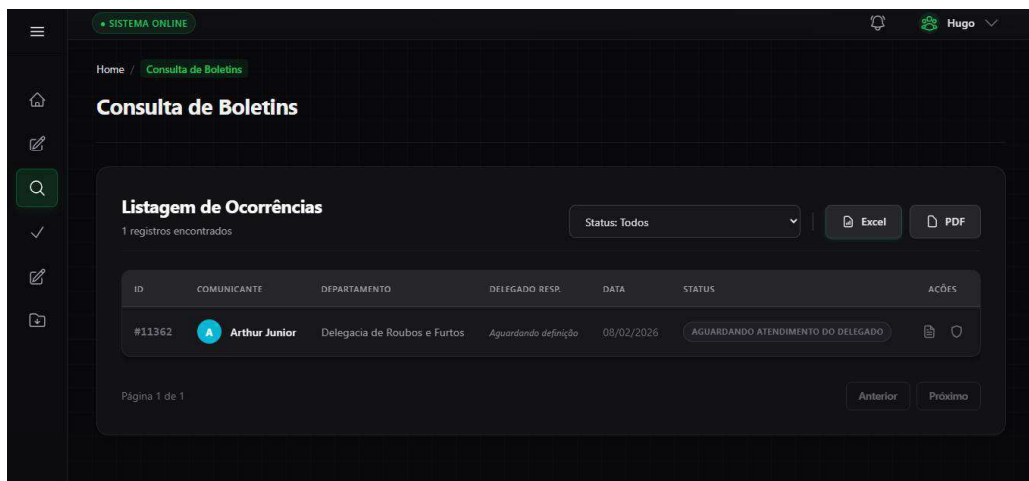 • SISTEMA ONLINE
Hugo
Home / Consulta de Boletins
Consulta de Boletins
Listagem de Ocorrências
1 registros encontrados
Status: Todos
Excel
PDF
ID COMUNICANTE DEPARTAMENTO DELEGADO RESP. DATA STATUS AÇÕES
#11362 A Arthur Junior Delegacia de Roubos e Furtos Aguardando definição 08/02/2026 AGUARDANDO ATENDIMENTO DO DELEGADO
Página 1 de 1
Anterior
Próximo